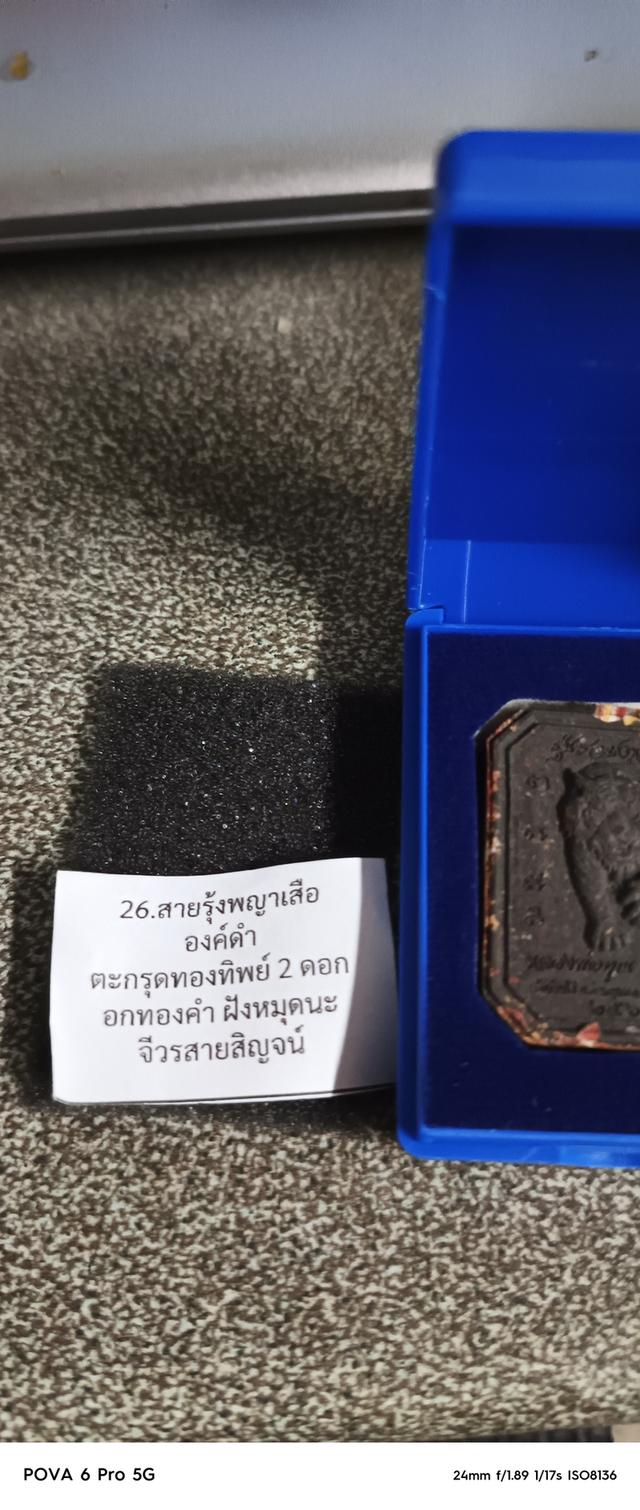 26.สายรุ้งพญาเสือ
องค์ดำ
ตะกรุดทองทิพย์ 2 ดอก
อกทองคำ ฝังหมุดนะ
จีวรสายสิญจน์
POVA 6 Pro 5G
24mm f/1.89 1/17s ISO8136